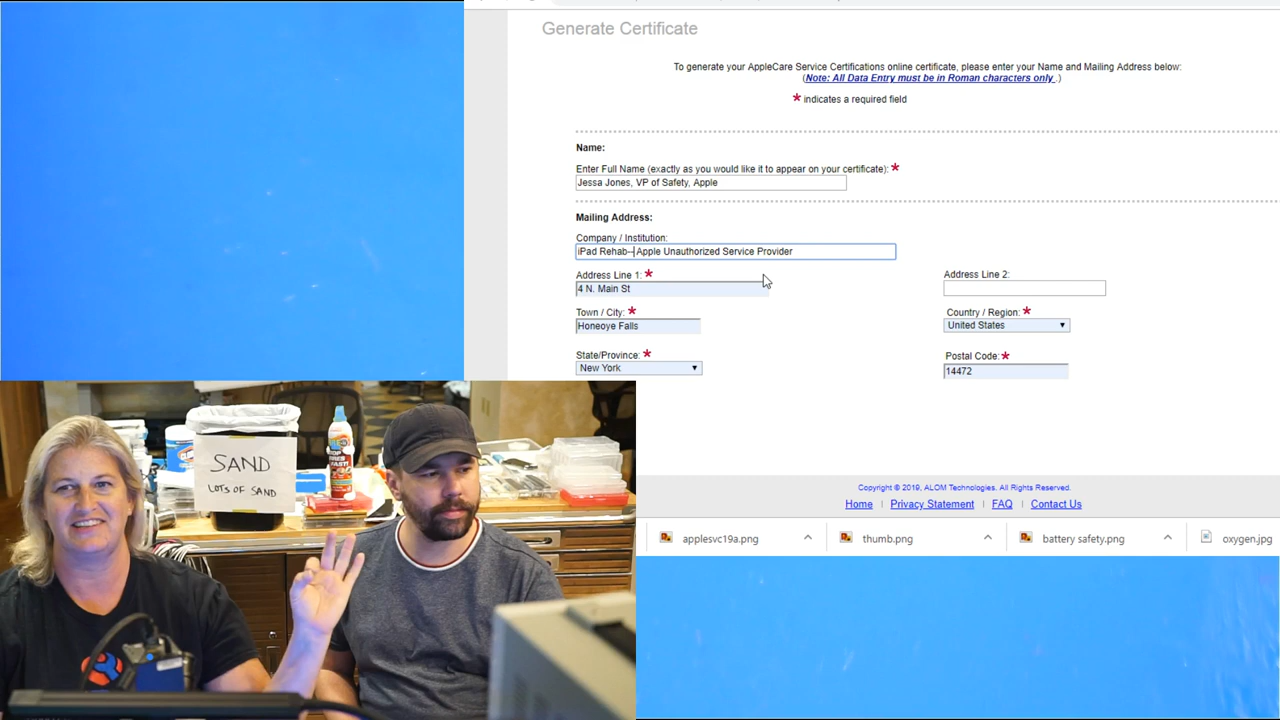 Generate Certificate
To generate your AppleCare Service Certifications online certificate, please enter your Name and Mailing Address below:
(Note: All Data Entry must be in Roman characters only .)
* indicates a required field
Name:
Enter Full Name (exactly as you would like it to appear on your certificate): *
Jessa Jones, VP of Safety, Apple
Mailing Address:
Company / Institution:
iPad Rehab--Apple Unauthorized Service Provider
Address Line 1: *
Address Line 2:
4 N. Main St
Town / City: *
Country / Region: *
Honeoye Falls
United States
State/Province: *
Postal Code: *
New York
14472
SAND
LOTS OF SAND
Copyright © 2019, ALOM Technologies. All Rights Reserved.
Home | Privacy Statement | FAQ | Contact Us
applesvc19a.png
thumb.png
battery safety.png
oxygen.jpg